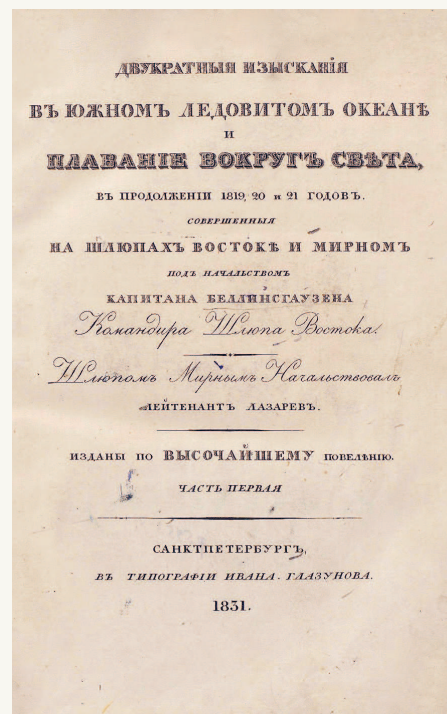 ДВУКРАТНЫЯ ИЗЫСКАНІЯ
ВЪ ЮЖНОМЪ ЛЕДОВИТОМЪ ОКЕАНѢ
И
ПЛАВАНІЕ ВОКРУГЪ СВѢТА,
ВЪ ПРОДОЛЖЕНІИ 1819, 20 и 21 ГОДОВЪ.
СОВЕРШЕННЫЯ
НА ШЛЮПАХЪ ВОСТОКѢ И МИРНОМЪ
ПОДЪ НАЧАЛЬСТВОМЪ
КАПИТАНА БЕЛЛИНСГАУЗЕНА
Командира Шлюпа Востока.
Шлюпомъ Мирнымъ Начальствовалъ
ЛЕЙТЕНАНТЪ ЛАЗАРЕВЪ.
ИЗДАНЫ ПО ВЫСОЧАЙШЕМУ ПОВЕЛѢНІЮ.
ЧАСТЬ ПЕРВАЯ
САНКТПЕТЕРБУРГЪ,
ВЪ ТИПОГРАФІИ ИВАНА ГЛАЗУНОВА.
1831.